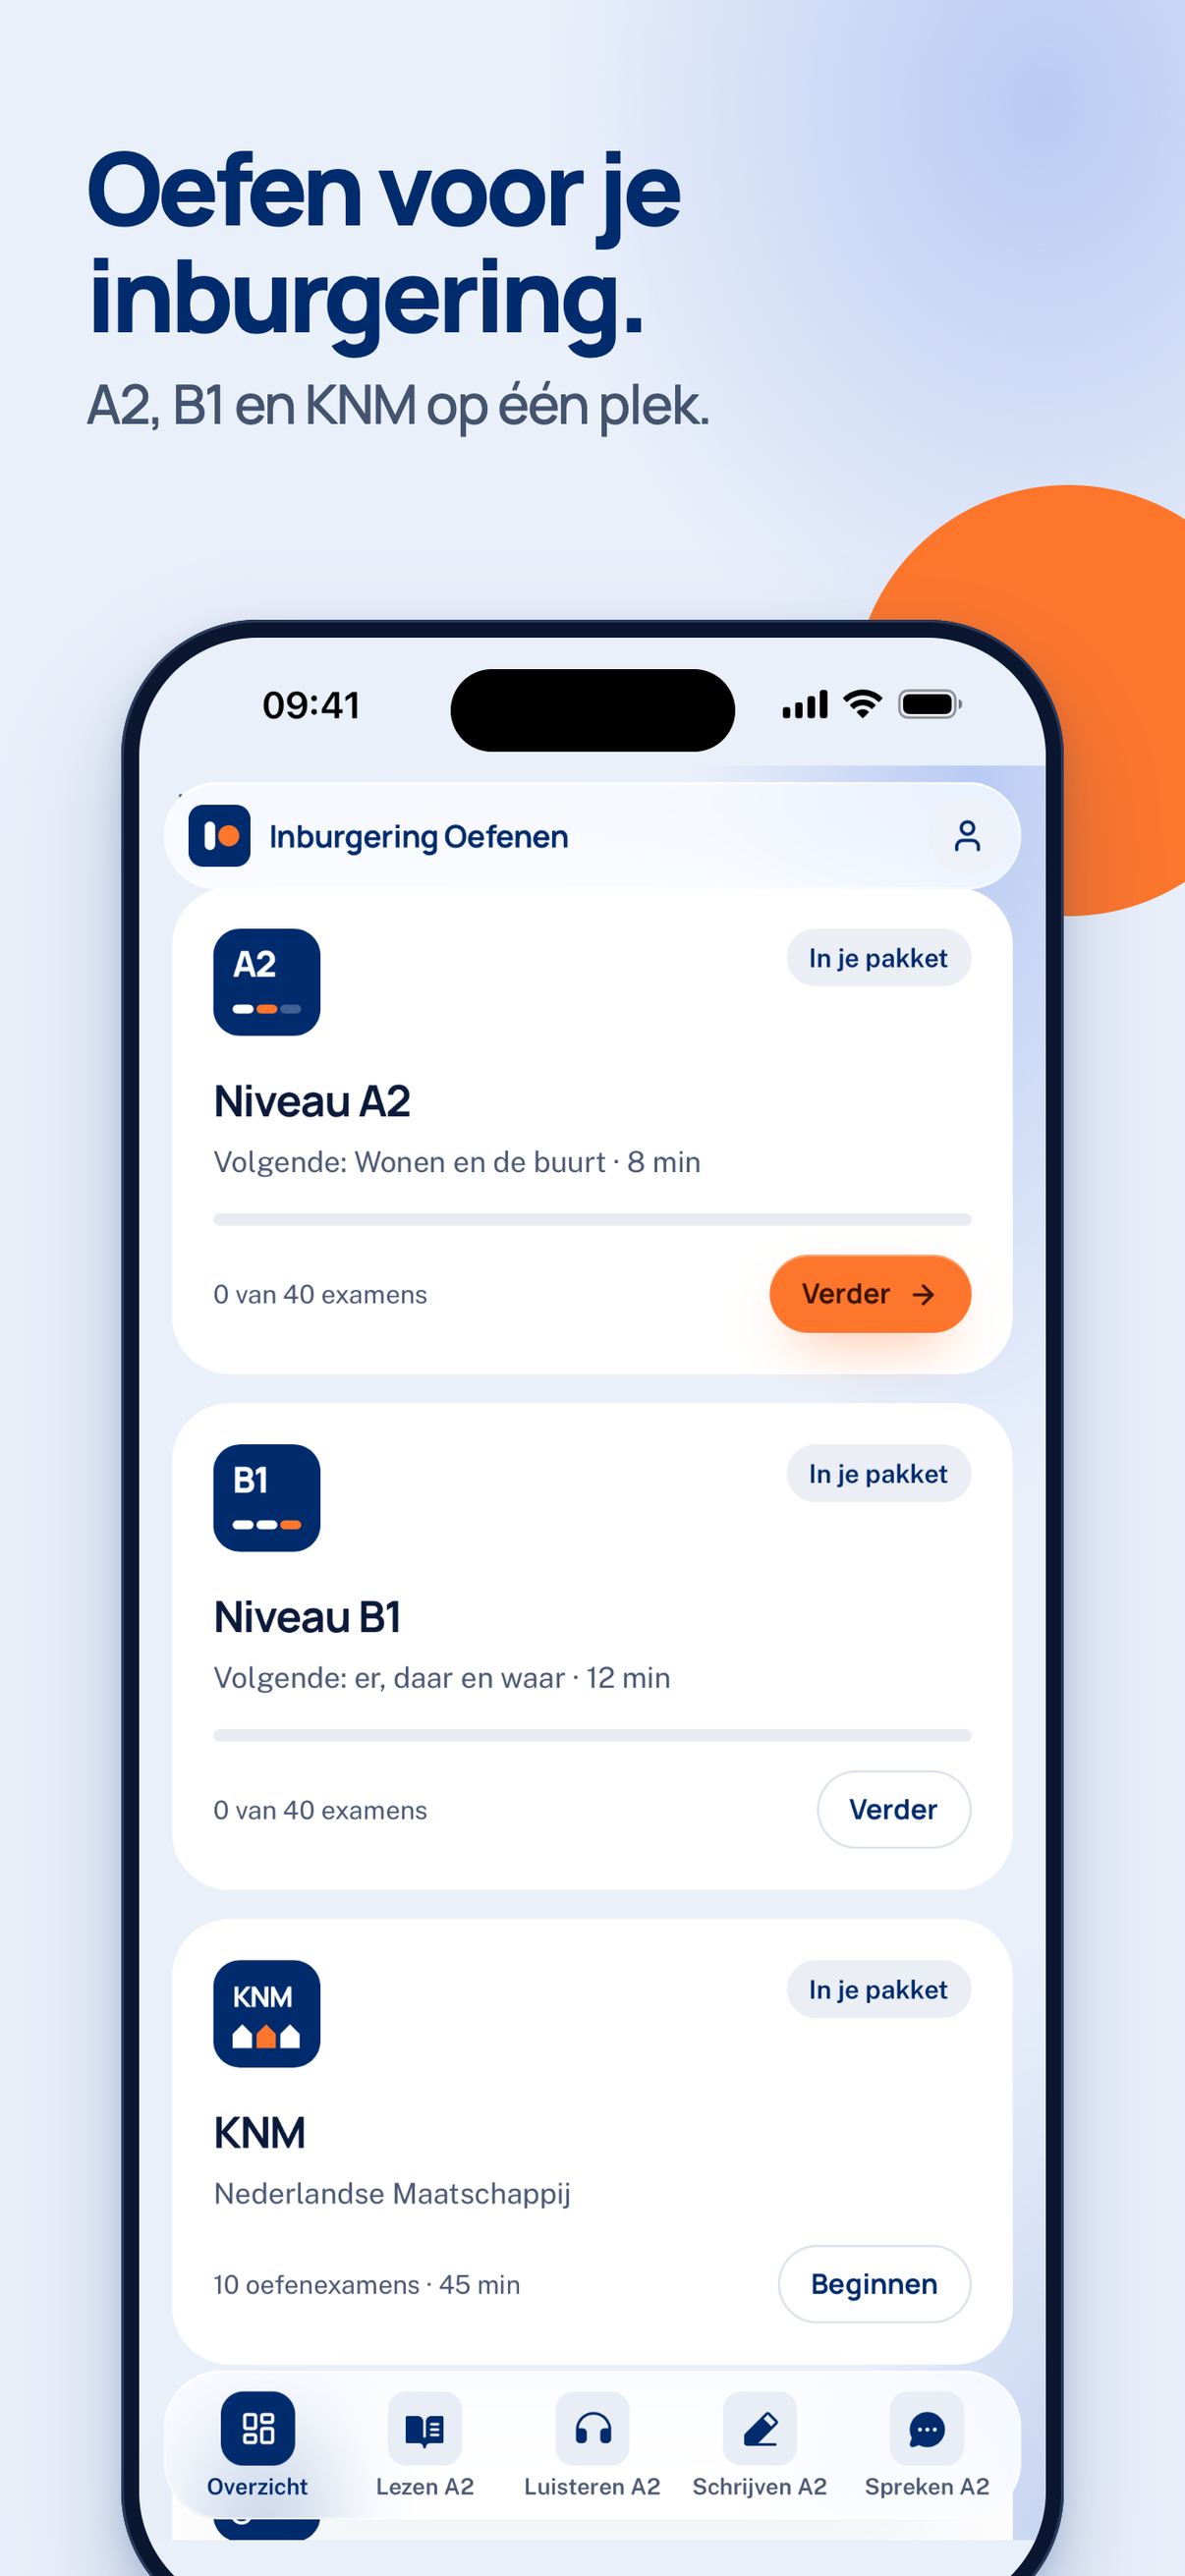 Oefen voor je
inburgering.
A2, B1 en KNM op één plek.
09:41
Inburgering Oefenen
A2
In je pakket
Niveau A2
Volgende: Wonen en de buurt · 8 min
0 van 40 examens
Verder →
B1
In je pakket
Niveau B1
Volgende: er, daar en waar · 12 min
0 van 40 examens
Verder
KNM
In je pakket
KNM
Nederlandse Maatschappij
10 oefenexamens · 45 min
Beginnen
Overzicht
Lezen A2
Luisteren A2
Schrijven A2
Spreken A2